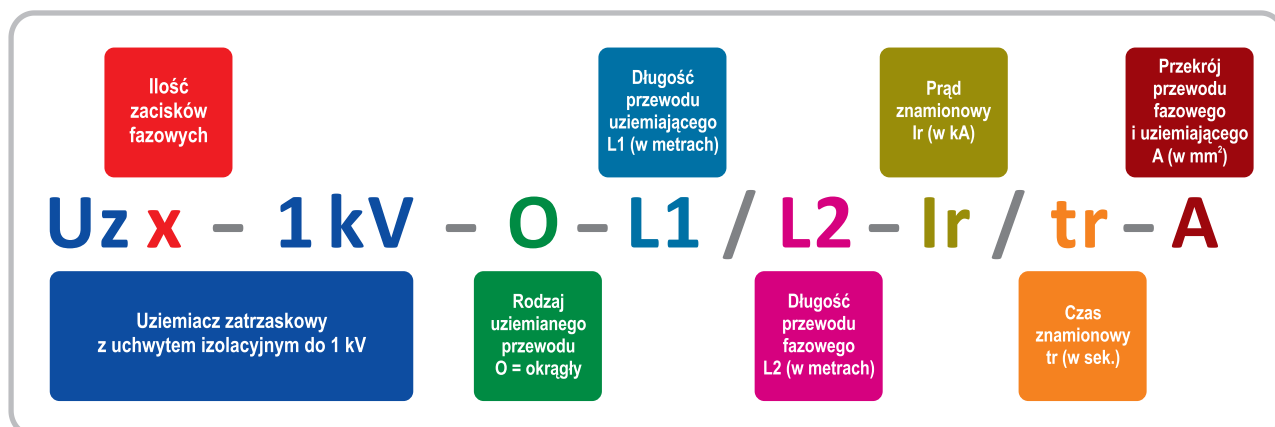 Ilość
zacisków
fazowych
Długość
przewodu
uziemiającego
L1 (w metrach)
Prąd
znamionowy
Ir (w kA)
Przekrój
przewodu
fazowego
i uziemiającego
A (w mm²)
Uz x – 1 kV – O – L1 / L2 – Ir / tr – A
Uziemiacz zatrzaskowy
z uchwytem izolacyjnym do 1 kV
Rodzaj
uziemianego
przewodu
O = okrągły
Długość
przewodu
fazowego
L2 (w metrach)
Czas
znamionowy
tr (w sek.)